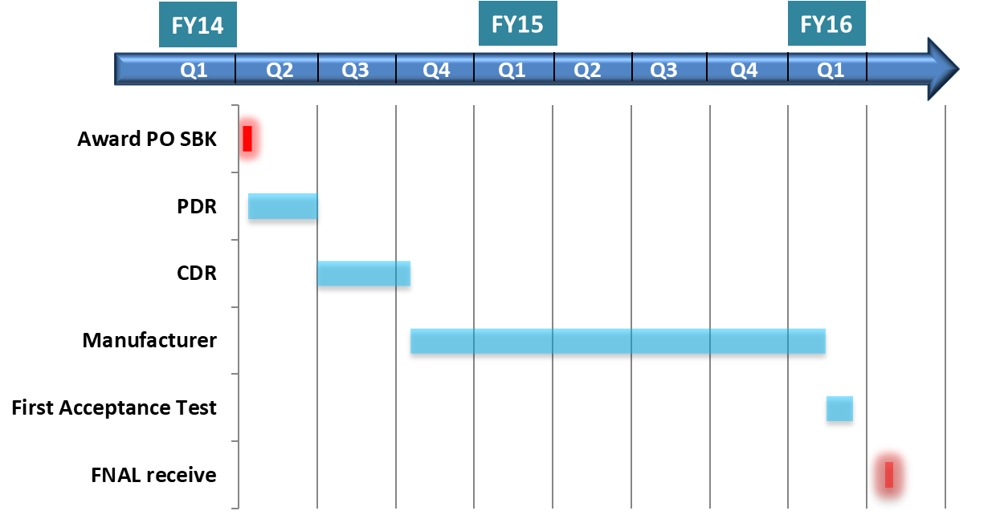 FY14 FY15 FY16
Q1 Q2 Q3 Q4 Q1 Q2 Q3 Q4 Q1
Award PO SBK
PDR
CDR
Manufacturer
First Acceptance Test
FNAL receive